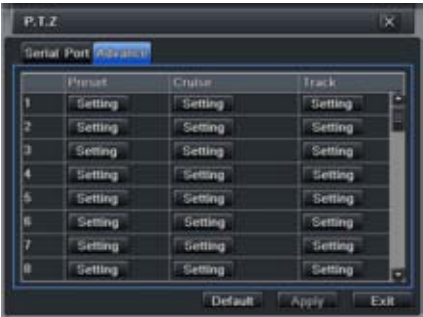 P.T.Z X
Serial Port Advance
Preset Cruise Track
1 Setting Setting Setting
2 Setting Setting Setting
3 Setting Setting Setting
4 Setting Setting Setting
5 Setting Setting Setting
6 Setting Setting Setting
7 Setting Setting Setting
8 Setting Setting Setting
Default Apply Exit